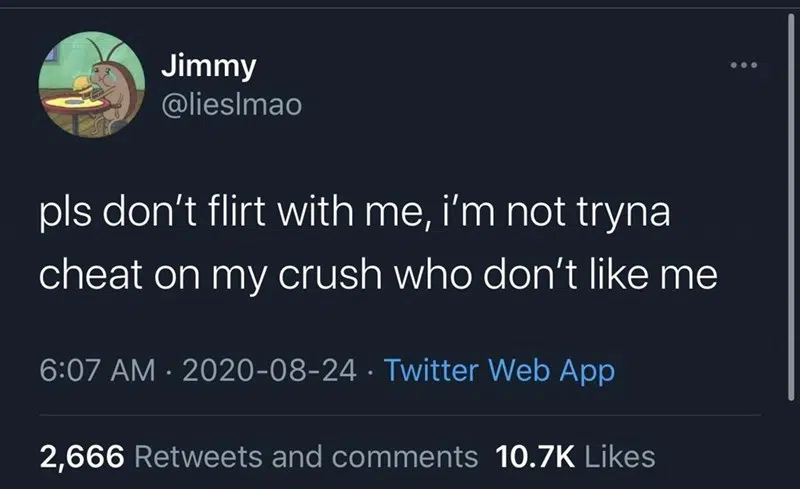 Jimmy
@lieslmao
pls don’t flirt with me, i’m not tryna
cheat on my crush who don’t like me
6:07 AM · 2020-08-24 · Twitter Web App
2,666 Retweets and comments 10.7K Likes